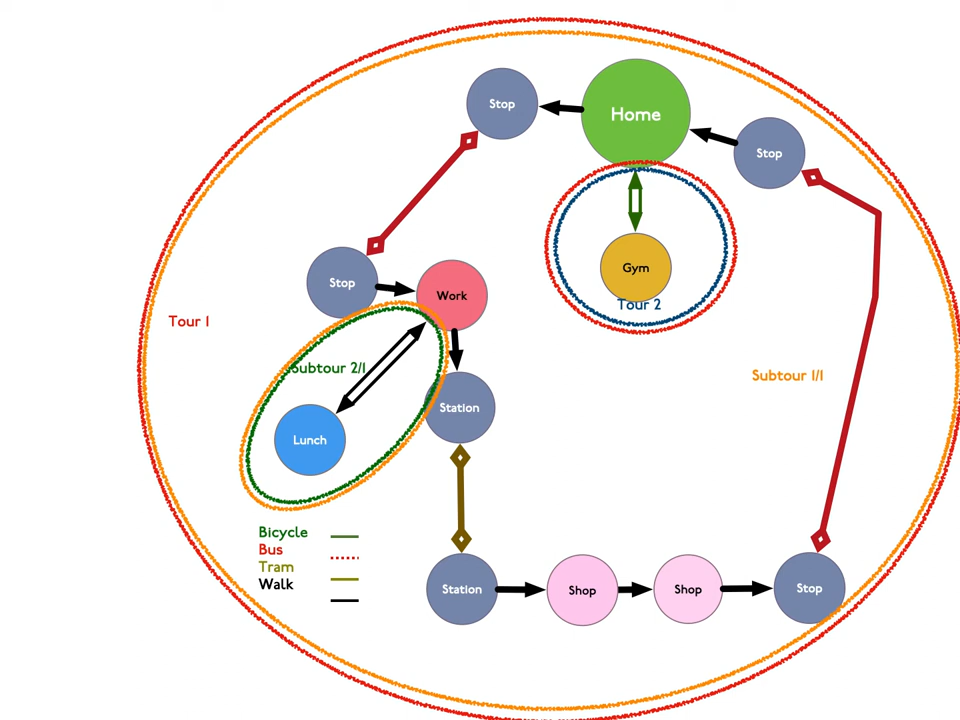 Stop
Home
Stop
Gym
Tour 2
Stop
Work
Tour 1
Subtour 2/1
Subtour 1/1
Station
Lunch
Bicycle
Bus
Tram
Walk
Station
Shop
Shop
Stop